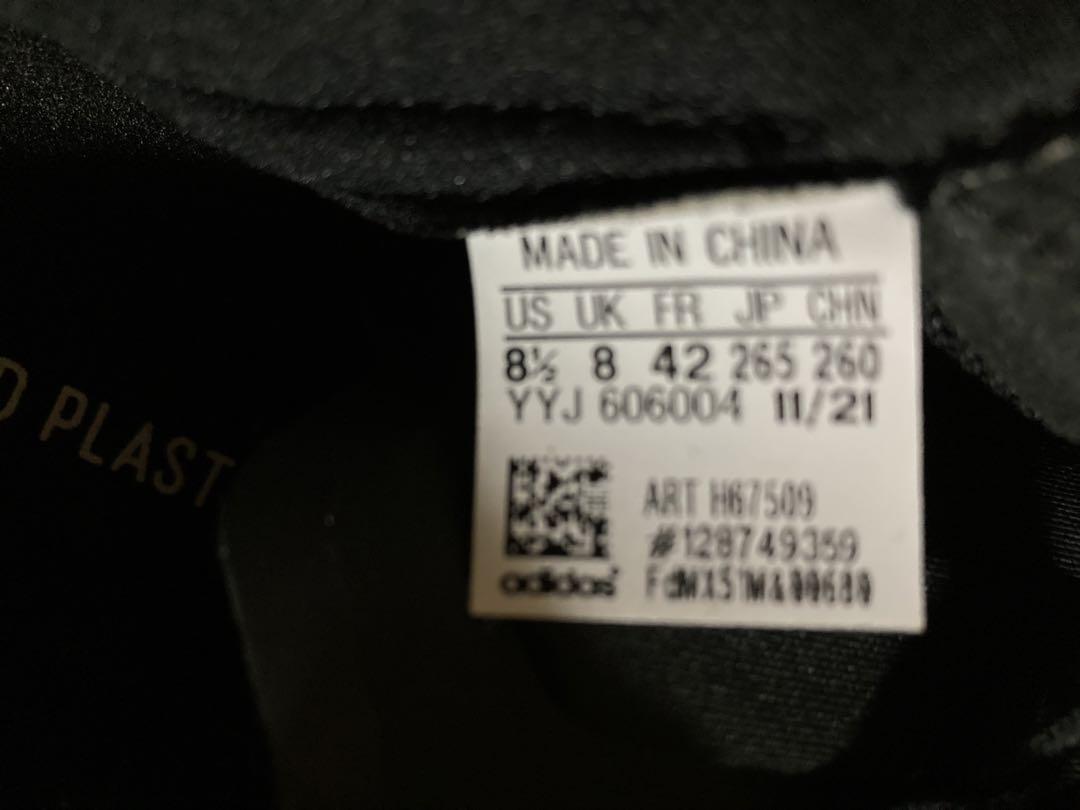 MADE IN CHINA
US UK FR JP CHN
8½ 8 42 265 260
YYJ 606004 11/21
ART H67509
#128749359
adidas
D PLAST